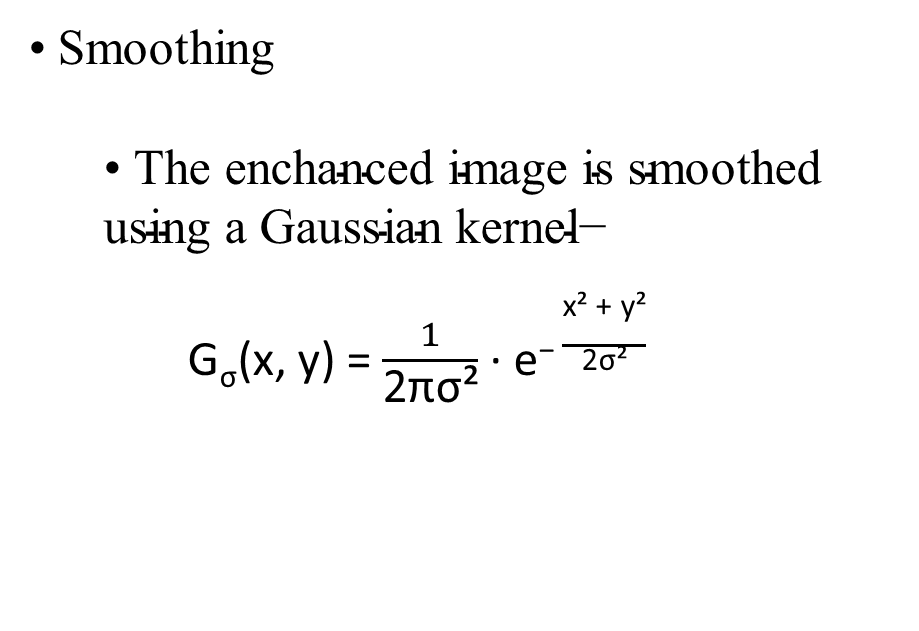 • Smoothing
• The enchanced image is smoothed
using a Gaussian kernel−
Gσ(x, y) = 1/2πσ² · e^−(x² + y²)/2σ²